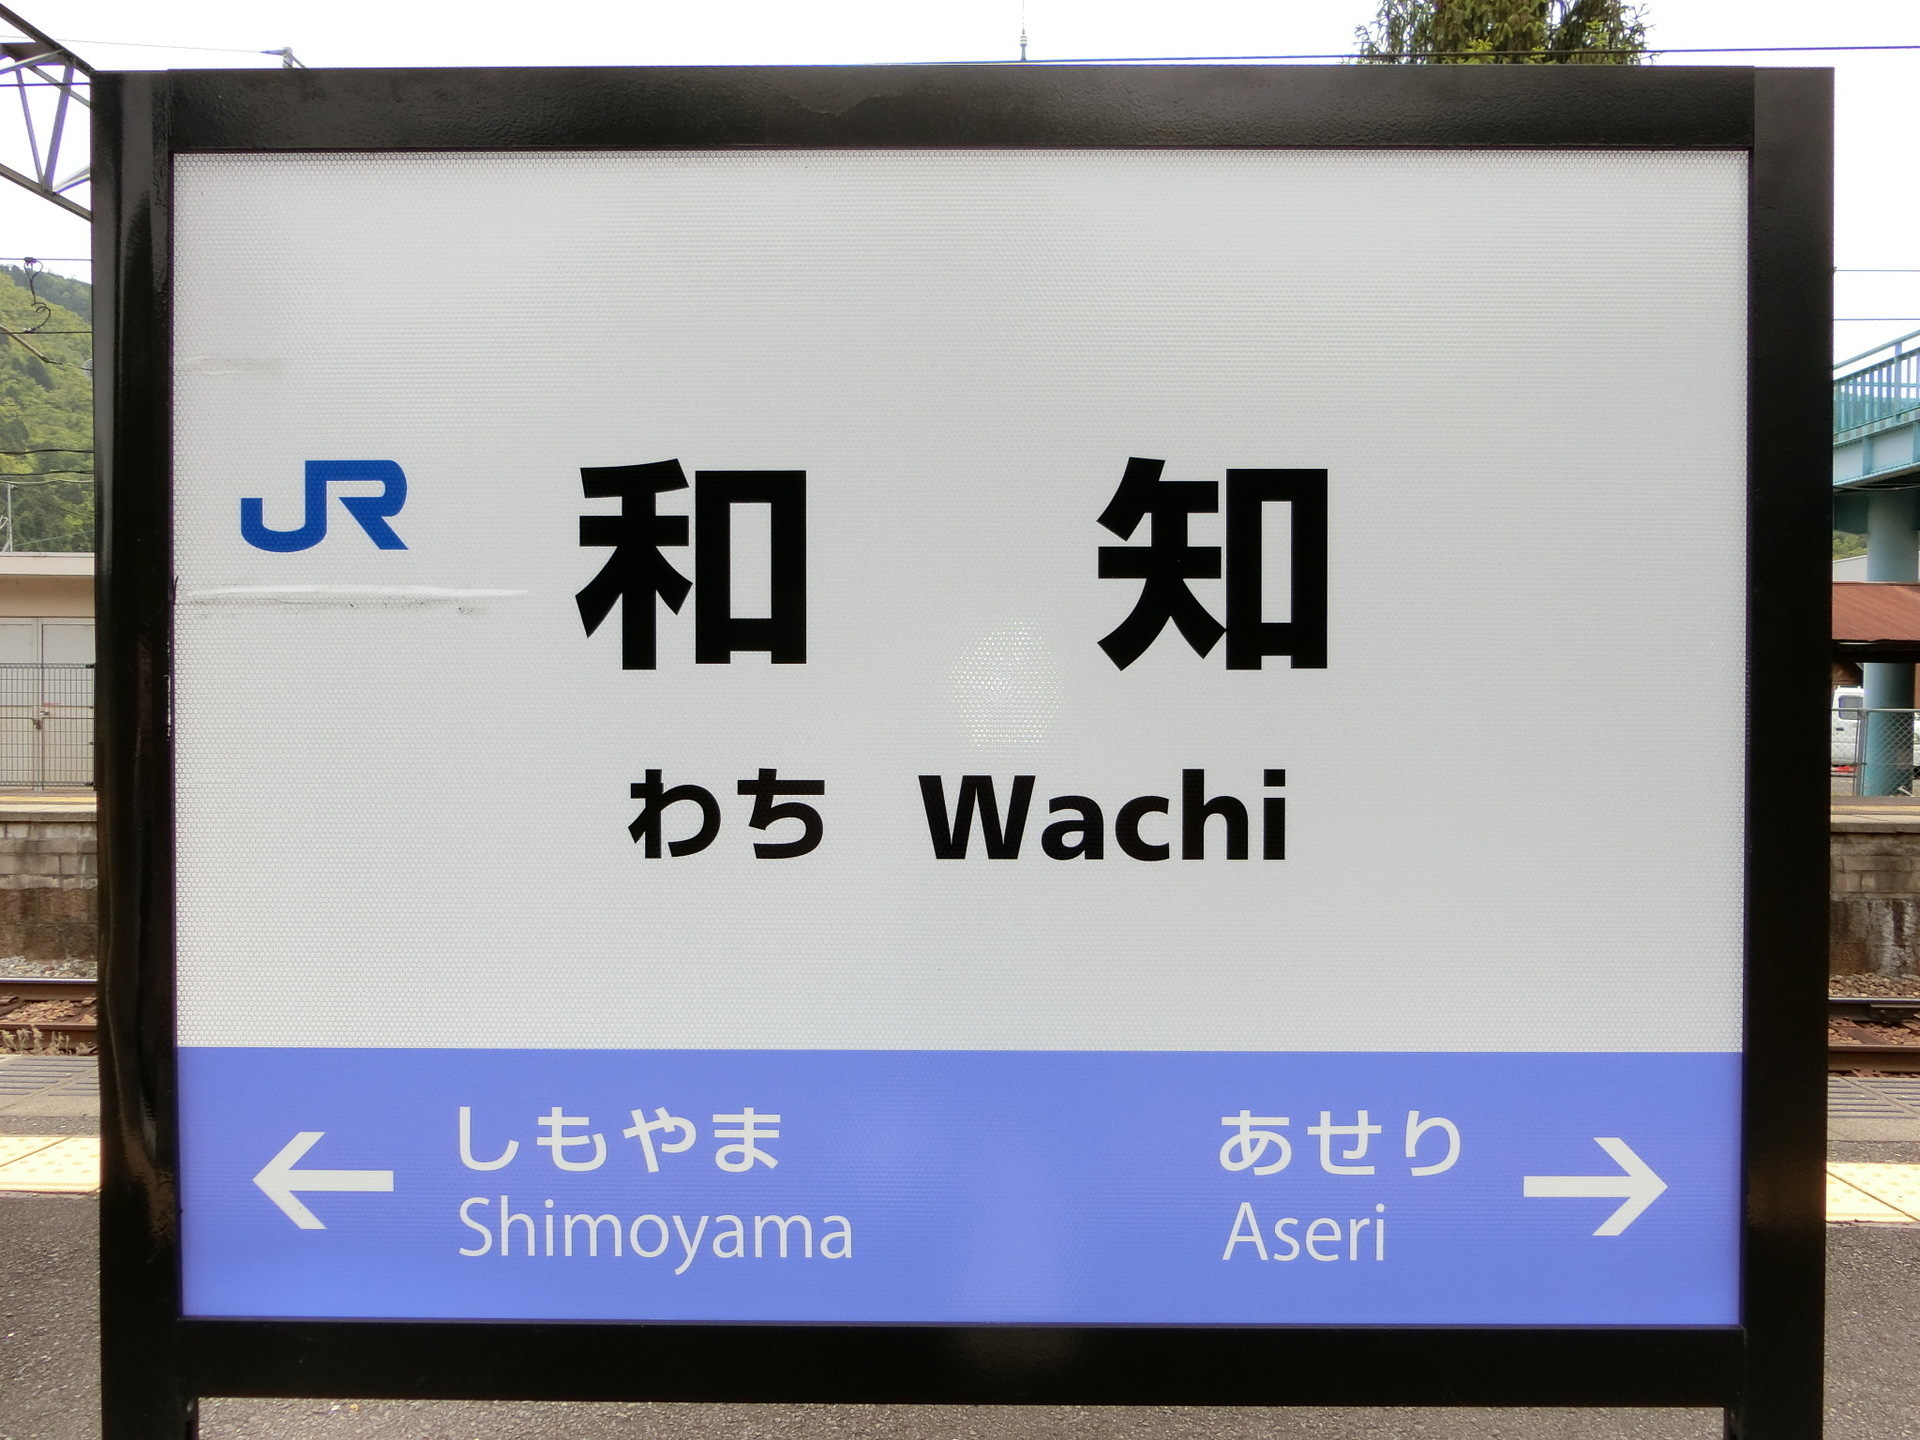 JR 和 知
わち Wachi
しもやま
Shimoyama
あせり
Aseri